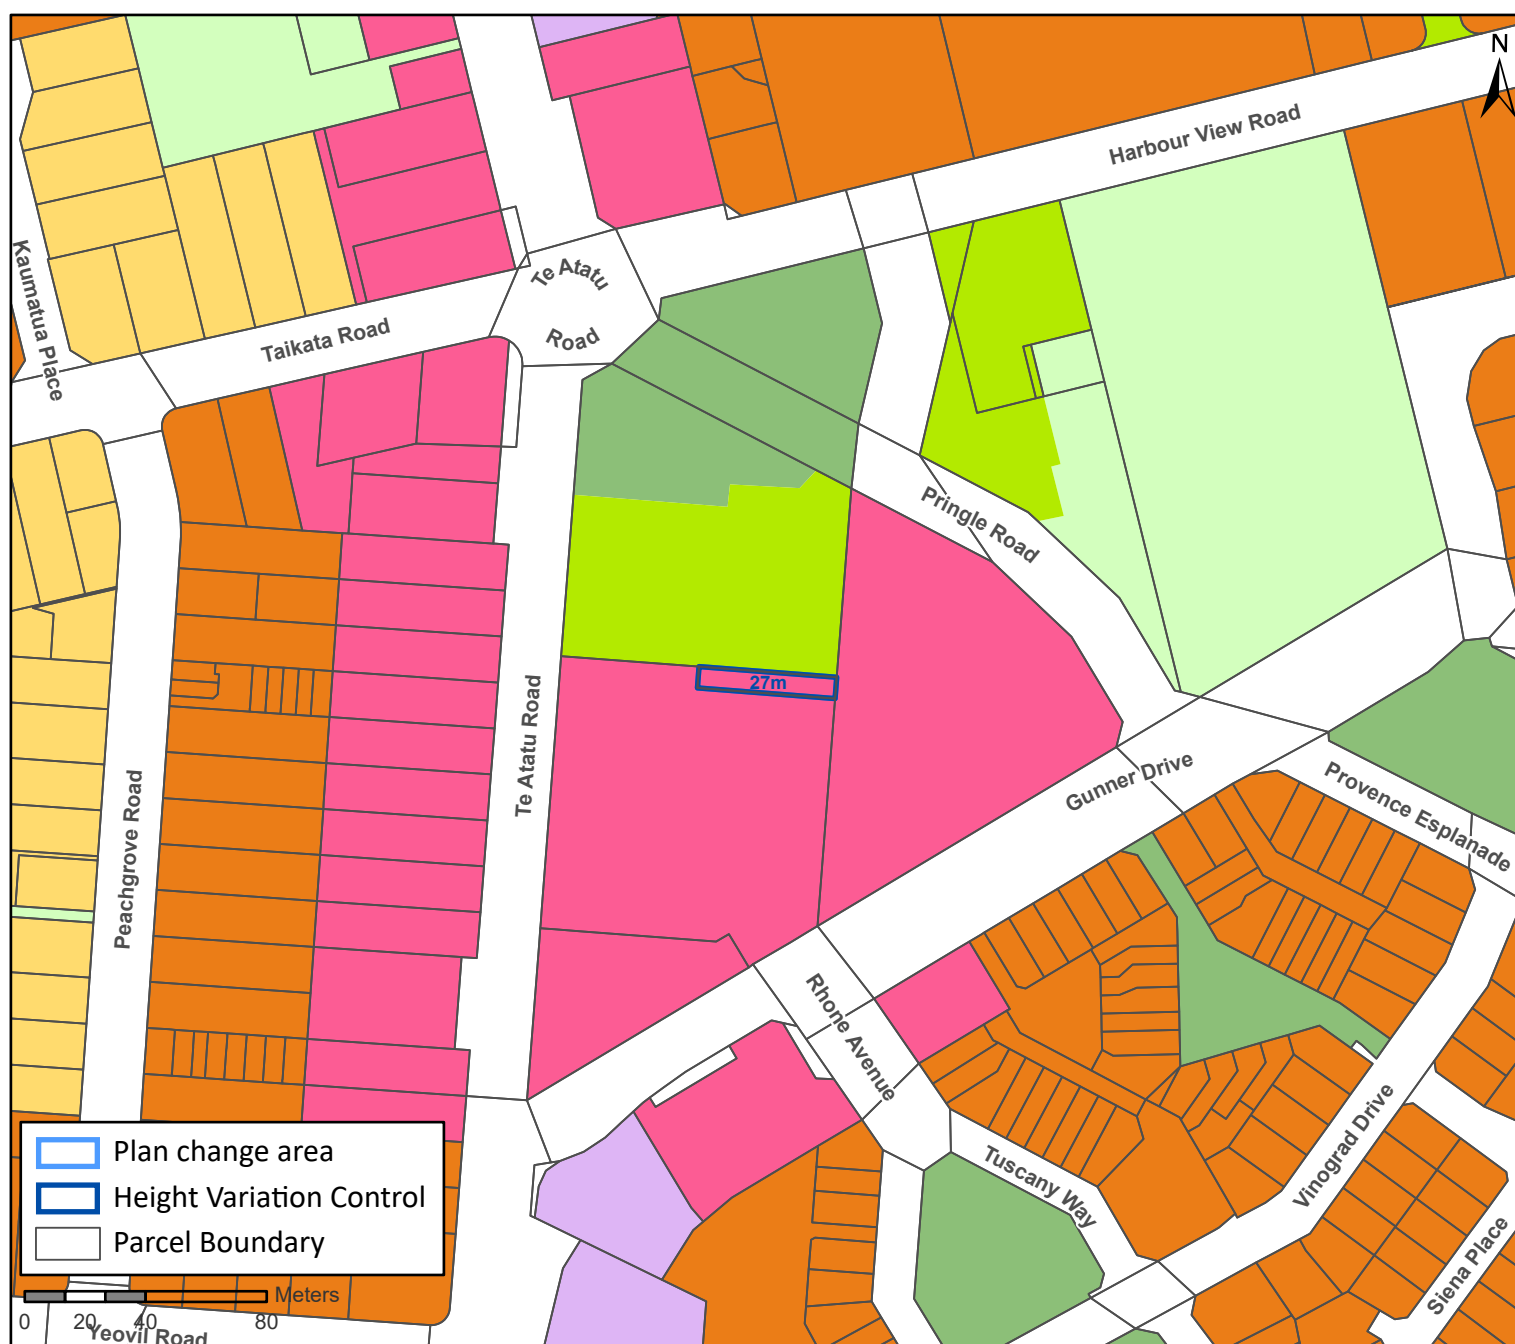 N
Harbour View Road
Kaumatua Place
Te Atatu
Road
Taikata Road
Pringle Road
27m
Te Atatu Road
Gunner Drive
Provence Esplanade
Peachgrove Road
Rhone Avenue
Tuscany Way
Vinograd Drive
Siena Place
Plan change area
Height Variation Control
Parcel Boundary
Meters
0 20 40 80
Yeovil Road